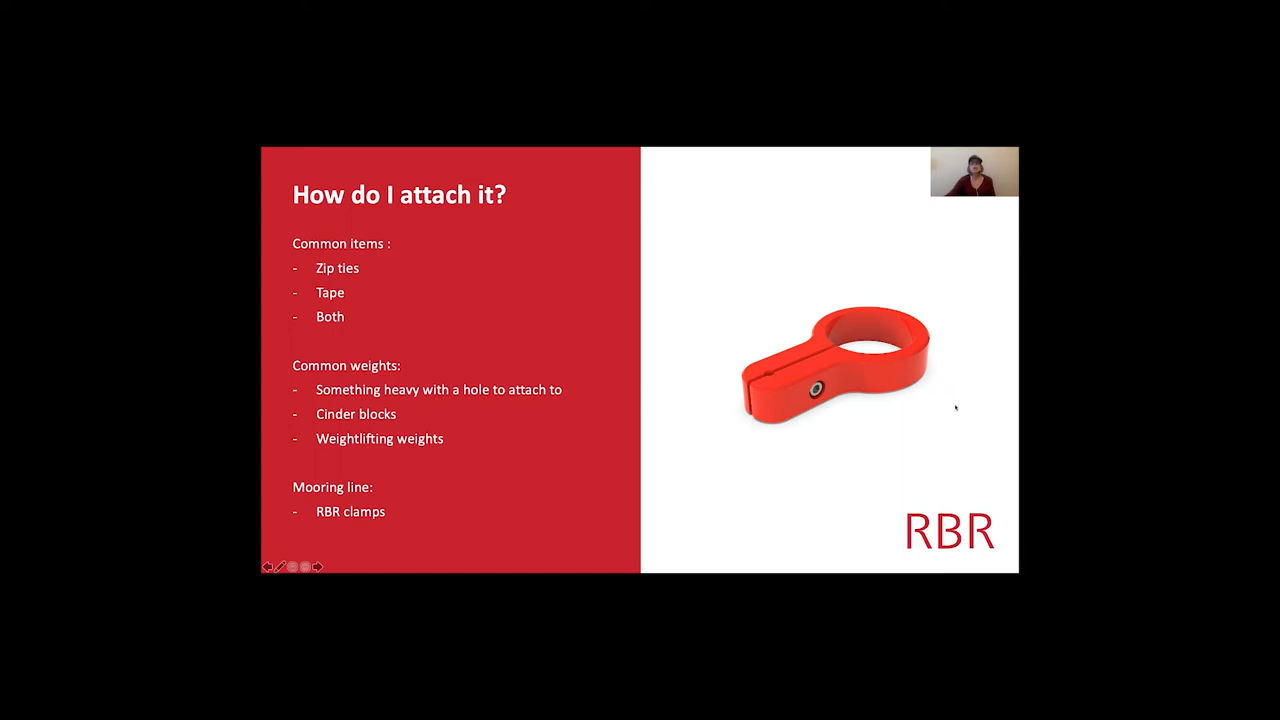 How do I attach it?
Common items :
- Zip ties
- Tape
- Both
Common weights:
- Something heavy with a hole to attach to
- Cinder blocks
- Weightlifting weights
Mooring line:
- RBR clamps
RBR